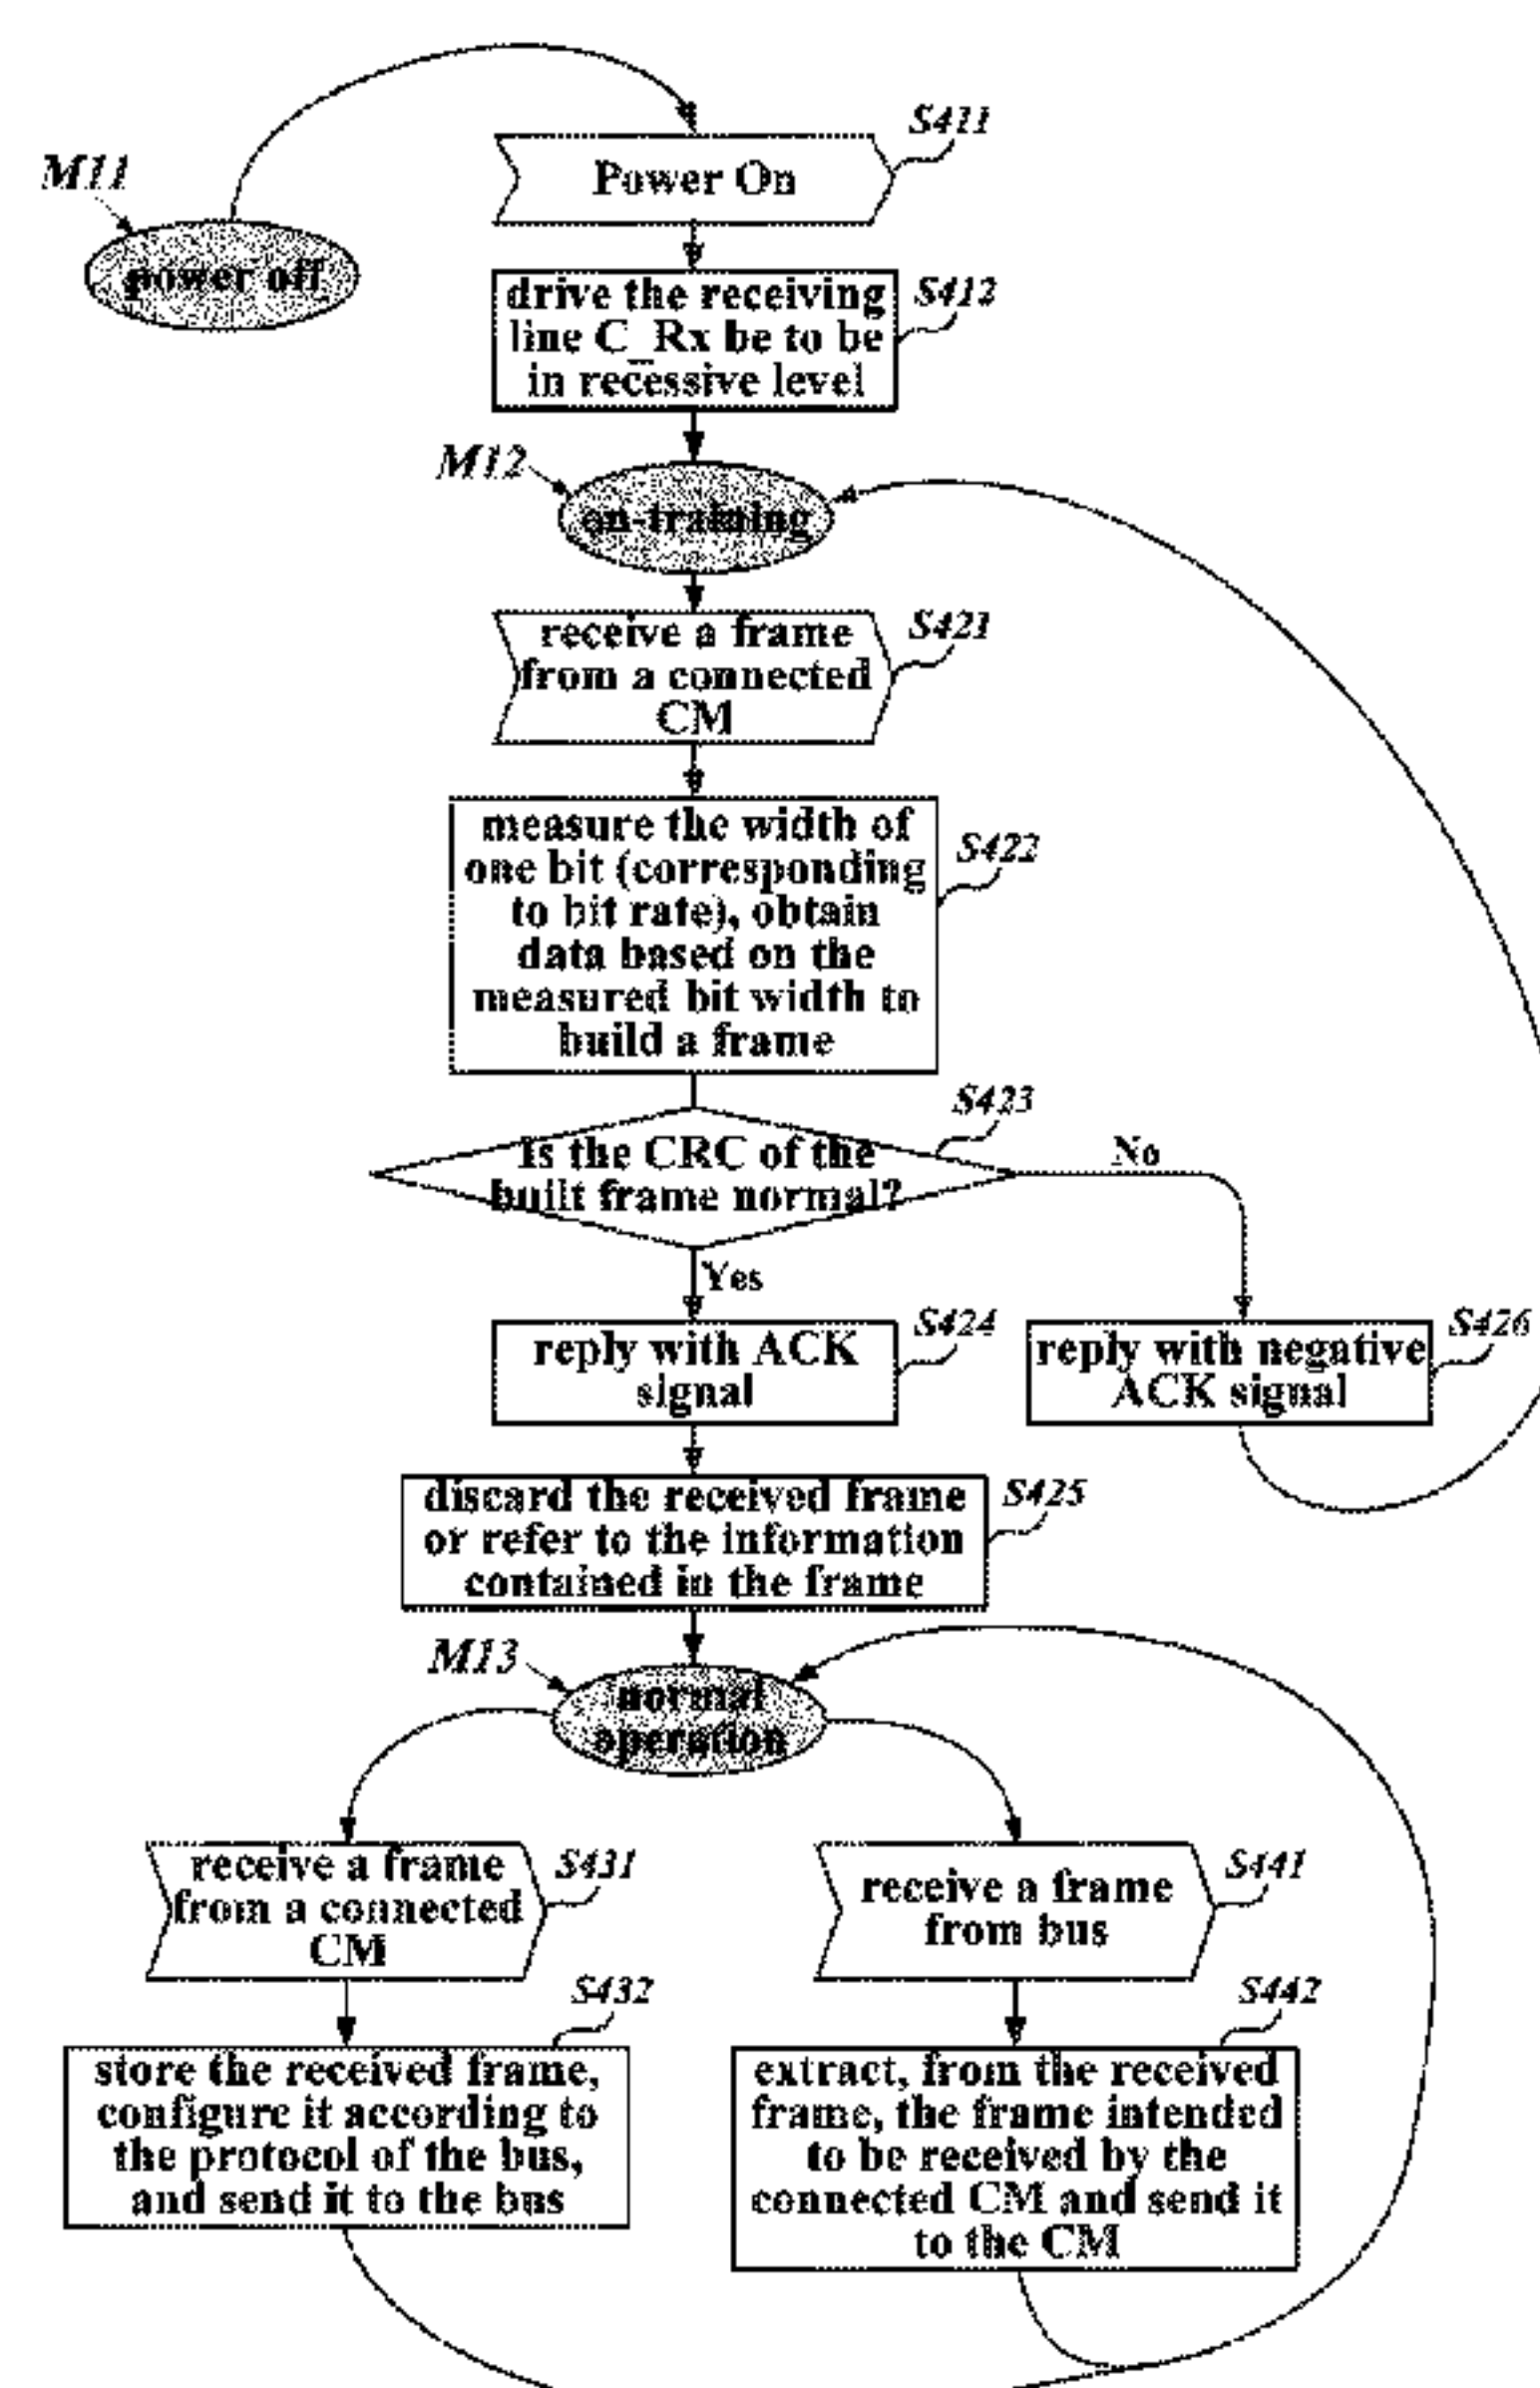 S411
M11
Power On
power off
drive the receiving
line C_Rx be to be
in recessive level
S412
M12
on-training
receive a frame
from a connected
CM
S421
measure the width of
one bit (corresponding
to bit rate), obtain
data based on the
measured bit width to
build a frame
S422
S423
Is the CRC of the
built frame normal?
No
Yes
reply with ACK
signal
S424
reply with negative
ACK signal
S426
discard the received frame
or refer to the information
contained in the frame
S425
M13
normal
operation
receive a frame
from a connected
CM
S431
receive a frame
from bus
S441
S432
store the received frame,
configure it according to
the protocol of the bus,
and send it to the bus
S442
extract, from the received
frame, the frame intended
to be received by the
connected CM and send it
to the CM